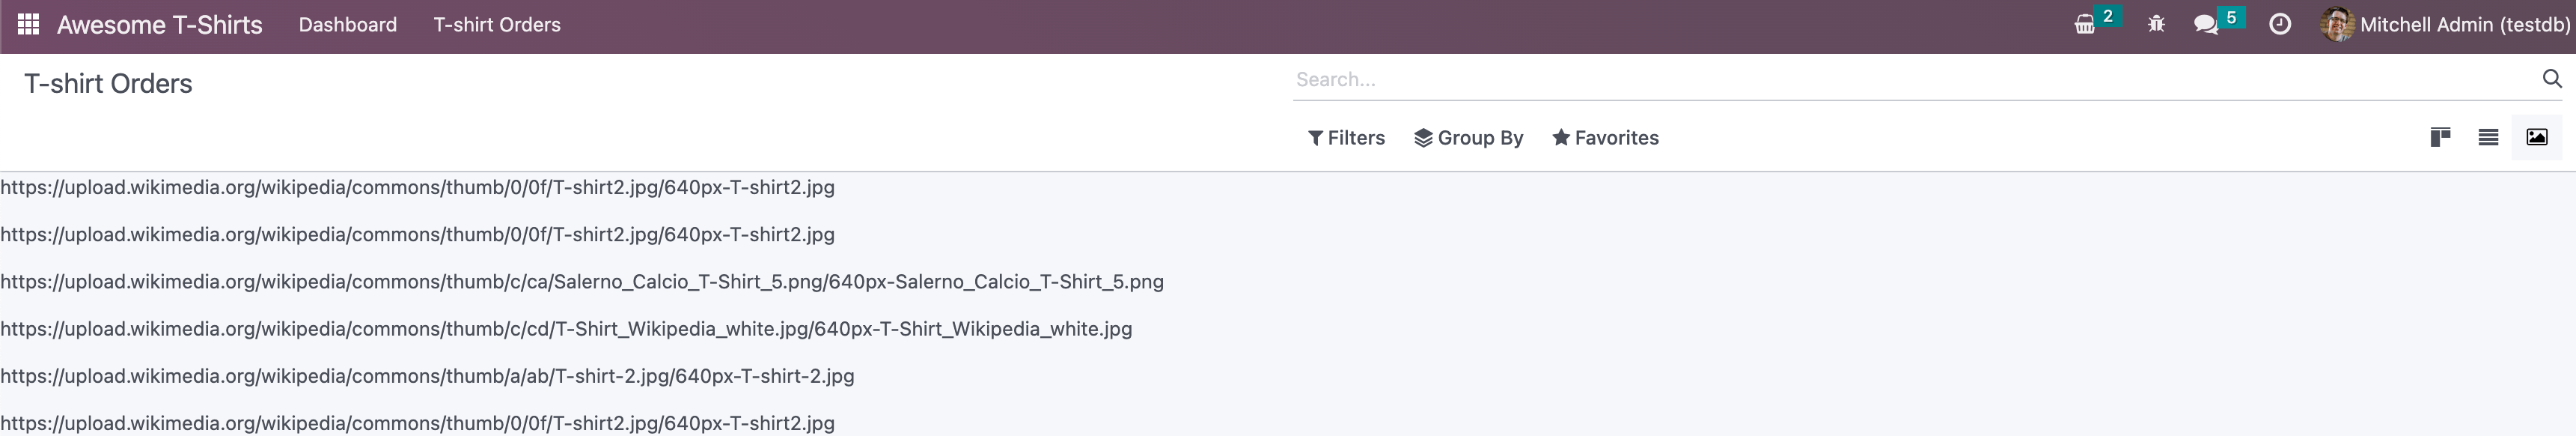 Awesome T-Shirts Dashboard T-shirt Orders 2 5 Mitchell Admin (testdb)
T-shirt Orders Search...
Filters Group By Favorites
https://upload.wikimedia.org/wikipedia/commons/thumb/0/0f/T-shirt2.jpg/640px-T-shirt2.jpg
https://upload.wikimedia.org/wikipedia/commons/thumb/0/0f/T-shirt2.jpg/640px-T-shirt2.jpg
https://upload.wikimedia.org/wikipedia/commons/thumb/c/ca/Salerno_Calcio_T-Shirt_5.png/640px-Salerno_Calcio_T-Shirt_5.png
https://upload.wikimedia.org/wikipedia/commons/thumb/c/cd/T-Shirt_Wikipedia_white.jpg/640px-T-Shirt_Wikipedia_white.jpg
https://upload.wikimedia.org/wikipedia/commons/thumb/a/ab/T-shirt-2.jpg/640px-T-shirt-2.jpg
https://upload.wikimedia.org/wikipedia/commons/thumb/0/0f/T-shirt2.jpg/640px-T-shirt2.jpg